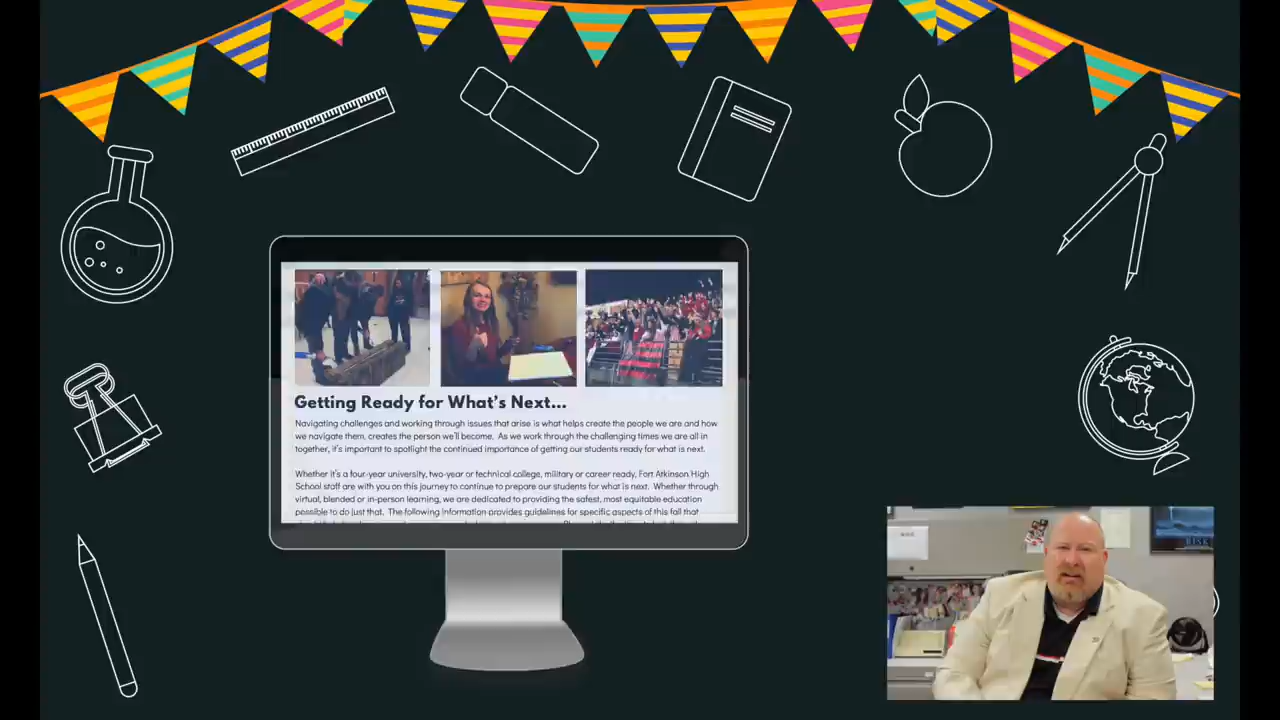 Getting Ready for What's Next...
Navigating challenges and working through issues that arise is what helps create the people we are and how
we navigate them, creates the person we'll become. As we work through the challenging times we are all in
together, it's important to spotlight the continued importance of getting our students ready for what is next.
Whether it's a four-year university, two-year or technical college, military or career ready, Fort Atkinson High
School staff are with you on this journey to continue to prepare our students for what is next. Whether through
virtual, blended or in-person learning, we are dedicated to providing the safest, most equitable education
possible to do just that. The following information provides guidelines for specific aspects of this fall that
RISK